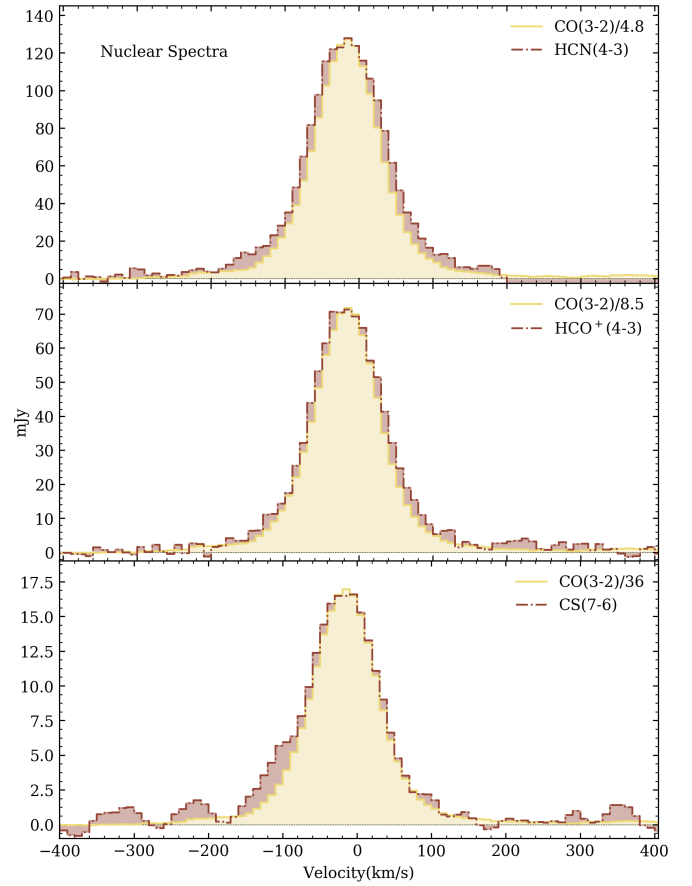 140
120
100
80
60
40
20
0
Nuclear Spectra
CO(3-2)/4.8
HCN(4-3)
70
60
50
40
30
20
10
0
mJy
CO(3-2)/8.5
HCO⁺(4-3)
17.5
15.0
12.5
10.0
7.5
5.0
2.5
0.0
CO(3-2)/36
CS(7-6)
−400 −300 −200 −100 0 100 200 300 400
Velocity(km/s)